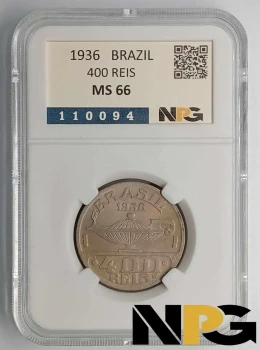 1936 BRAZIL
400 REIS
MS 66
110094 NPG
BRASIL
1936
400
REIS
NPG